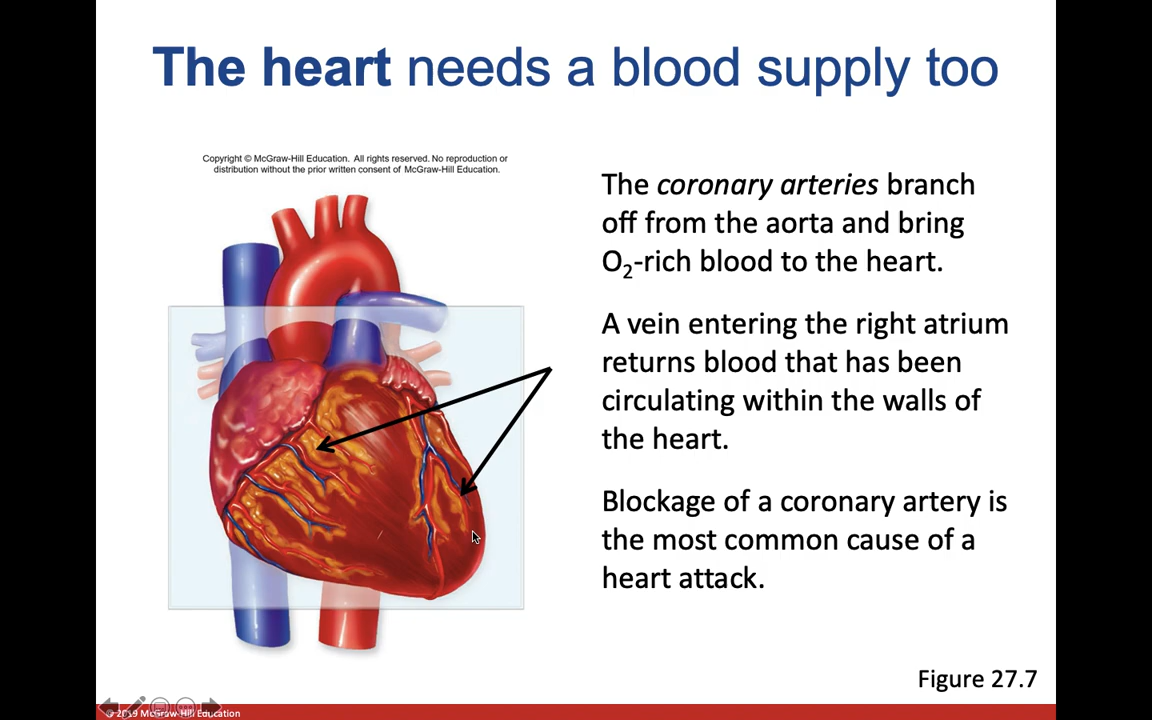 The heart needs a blood supply too
Copyright © McGraw-Hill Education. All rights reserved. No reproduction or
distribution without the prior written consent of McGraw-Hill Education.
The coronary arteries branch
off from the aorta and bring
O₂-rich blood to the heart.
A vein entering the right atrium
returns blood that has been
circulating within the walls of
the heart.
Blockage of a coronary artery is
the most common cause of a
heart attack.
Figure 27.7
© 2019 McGraw-Hill Education